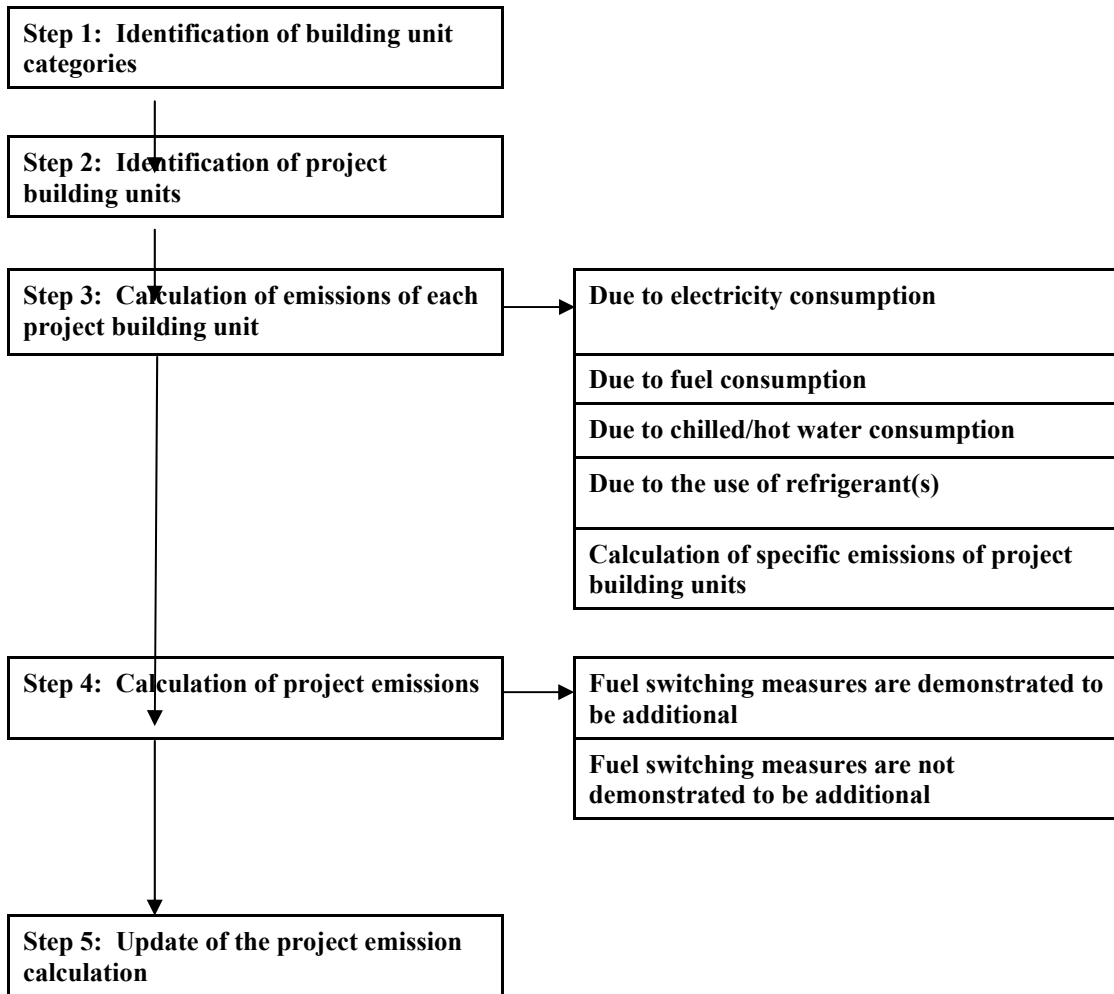 Step 1:  Identification of building unit
categories
Step 2:  Identification of project
building units
Step 3:  Calculation of emissions of each
project building unit
Due to electricity consumption
Due to fuel consumption
Due to chilled/hot water consumption
Due to the use of refrigerant(s)
Calculation of specific emissions of project
building units
Step 4:  Calculation of project emissions
Fuel switching measures are demonstrated to
be additional
Fuel switching measures are not
demonstrated to be additional
Step 5:  Update of the project emission
calculation